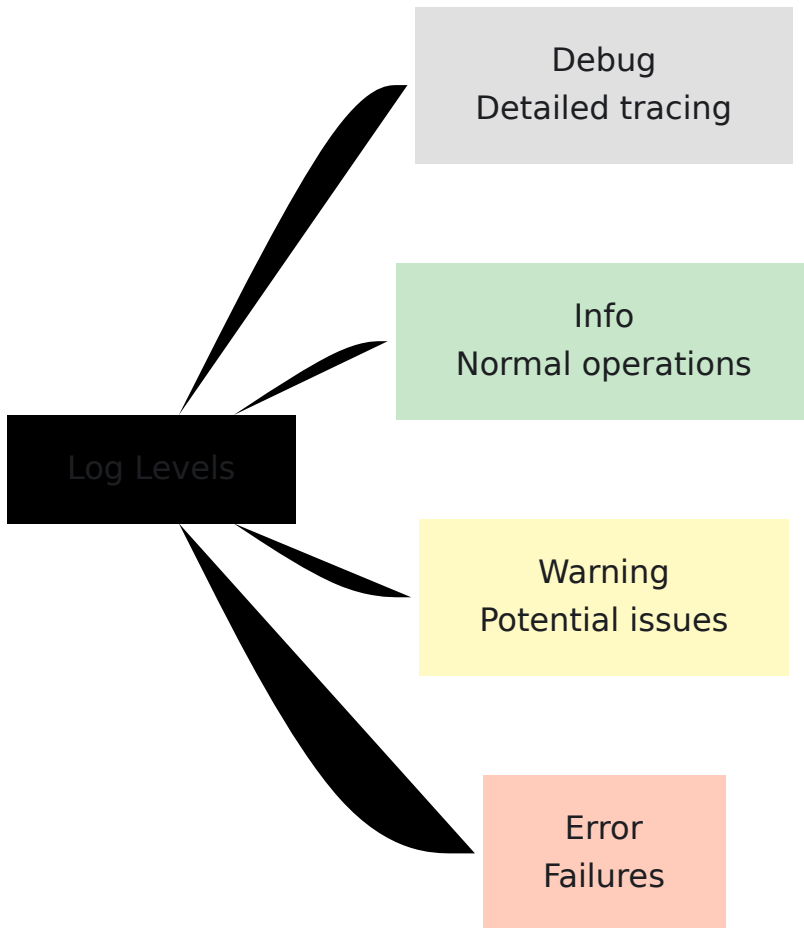 Debug
Detailed tracing
Info
Normal operations
Log Levels
Warning
Potential issues
Error
Failures